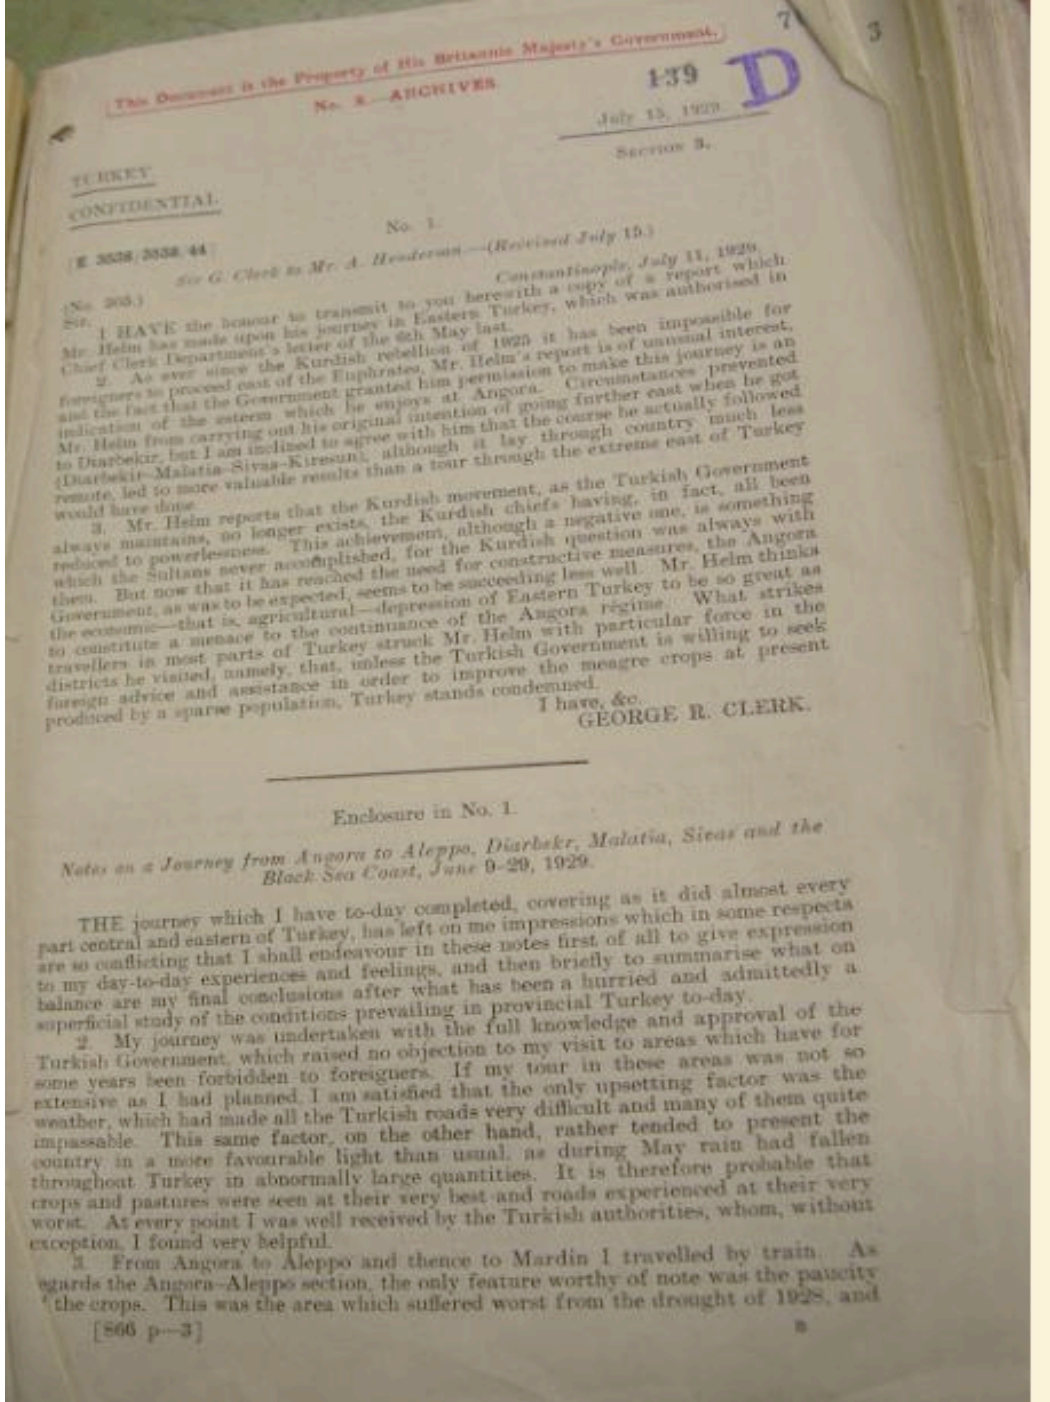 This Document is the Property of His Britannic Majesty's Government.
3
No. 2.—ARCHIVES
139
D
July 15, 1929.
SECTION 3.
TURKEY.
CONFIDENTIAL.
No. 1.
[E 3538/3538/44]
Sir G. Clerk to Mr. A. Henderson.—(Received July 15.)
(No. 305.)
Constantinople, July 11, 1929.
Sir,
I HAVE the honour to transmit to you herewith a copy of a report which
Mr. Helm has made upon his journey in Eastern Turkey, which was authorised in
Chief Clerk Department's letter of the 6th May last.
2. As ever since the Kurdish rebellion of 1925 it has been impossible for
foreigners to proceed east of the Euphrates, Mr. Helm's report is of unusual interest,
and the fact that the Government granted him permission to make this journey is an
indication of the esteem which he enjoys at Angora. Circumstances prevented
Mr. Helm from carrying out his original intention of going further east when he got
to Diarbekir, but I am inclined to agree with him that the course he actually followed
(Diarbekir-Malatia-Sivas-Kiresun), although it lay through country much less
remote, led to more valuable results than a tour through the extreme east of Turkey
would have done.
3. Mr. Helm reports that the Kurdish movement, as the Turkish Government
always maintains, no longer exists, the Kurdish chiefs having, in fact, all been
reduced to powerlessness. This achievement, although a negative one, is something
which the Sultans never accomplished, for the Kurdish question was always with
them. But now that it has reached the need for constructive measures, the Angora
Government, as was to be expected, seems to be succeeding less well. Mr. Helm thinks
the economic—that is, agricultural—depression of Eastern Turkey to be so great as
to constitute a menace to the continuance of the Angora régime. What strikes
travellers in most parts of Turkey struck Mr. Helm with particular force in the
districts he visited, namely, that, unless the Turkish Government is willing to seek
foreign advice and assistance in order to improve the meagre crops at present
produced by a sparse population, Turkey stands condemned.
I have, &c.
GEORGE R. CLERK.
Enclosure in No. 1.
Notes on a Journey from Angora to Aleppo, Diarbekr, Malatia, Sivas and the
Black Sea Coast, June 9-29, 1929.
THE journey which I have to-day completed, covering as it did almost every
part central and eastern of Turkey, has left on me impressions which in some respects
are so conflicting that I shall endeavour in these notes first of all to give expression
to my day-to-day experiences and feelings, and then briefly to summarise what on
balance are my final conclusions after what has been a hurried and admittedly a
superficial study of the conditions prevailing in provincial Turkey to-day.
2. My journey was undertaken with the full knowledge and approval of the
Turkish Government, which raised no objection to my visit to areas which have for
some years been forbidden to foreigners. If my tour in these areas was not so
extensive as I had planned, I am satisfied that the only upsetting factor was the
weather, which had made all the Turkish roads very difficult and many of them quite
impassable. This same factor, on the other hand, rather tended to present the
country in a more favourable light than usual, as during May rain had fallen
throughout Turkey in abnormally large quantities. It is therefore probable that
crops and pastures were seen at their very best and roads experienced at their very
worst. At every point I was well received by the Turkish authorities, whom, without
exception, I found very helpful.
3. From Angora to Aleppo and thence to Mardin I travelled by train. As
egards the Angora-Aleppo section, the only feature worthy of note was the paucity
the crops. This was the area which suffered worst from the drought of 1928, and
[866 p—3]
B